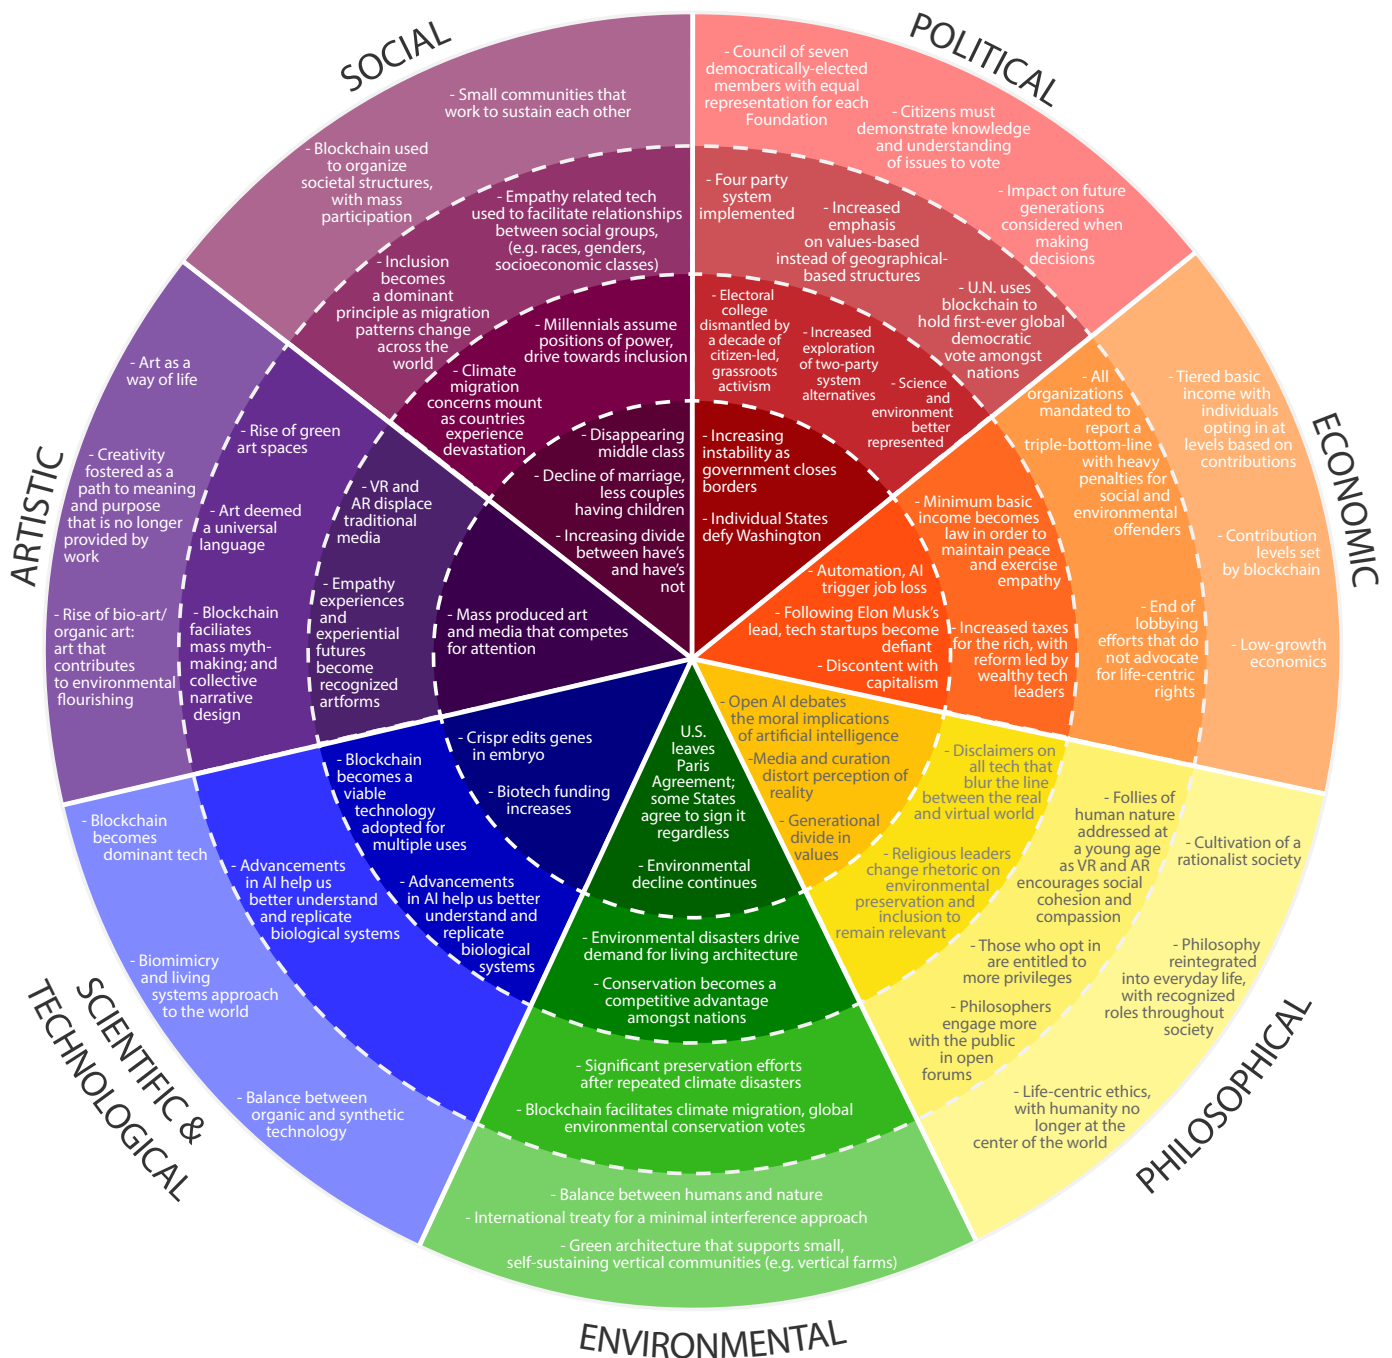 SOCIAL
- Small communities that
work to sustain each other
- Blockchain used
to organize
societal structures,
with mass
participation
- Empathy related tech
used to facilitate relationships
between social groups,
(e.g. races, genders,
socioeconomic classes)
- Inclusion
becomes
a dominant
principle as migration
patterns change
across the
world
- Millennials assume
positions of power,
drive towards inclusion
- Climate
migration
concerns mount
as countries
experience
devastation
- Disappearing
middle class
- Decline of marriage,
less couples
having children
- Increasing divide
between have's
and have's
not
POLITICAL
- Council of seven
democratically-elected
members with equal
representation for each
Foundation
- Citizens must
demonstrate knowledge
and understanding
of issues to vote
- Impact on future
generations
considered when
making
decisions
- Four party
system
implemented
- Increased
emphasis
on values-based
instead of geographical-
based structures
- U.N. uses
blockchain to
hold first-ever global
democratic
vote amongst
nations
- Electoral
college
dismantled by
a decade of
citizen-led,
grassroots
activism
- Increased
exploration
of two-party
system
alternatives
- Science
and
environment
better
represented
- Increasing
instability as
government closes
borders
- Individual States
defy Washington
ECONOMIC
- Tiered basic
income with
individuals
opting in at
levels based on
contributions
- Contribution
levels set
by blockchain
- Low-growth
economics
- All
organizations
mandated to
report a
triple-bottom-line
with heavy
penalties for
social and
environmental
offenders
- End of
lobbying
efforts that do
not advocate
for life-centric
rights
- Minimum basic
income becomes
law in order to
maintain peace
and exercise
empathy
- Increased taxes
for the rich, with
reform led by
wealthy tech
leaders
- Automation, AI
trigger job loss
- Following Elon Musk's
lead, tech startups become
defiant
- Discontent with
capitalism
PHILOSOPHICAL
- Open AI debates
the moral implications
of artificial intelligence
-Media and curation
distort perception of
reality
- Generational
divide in
values
- Disclaimers on
all tech that
blur the line
between the real
and virtual world
- Religious leaders
change rhetoric on
environmental
preservation and
inclusion to
remain relevant
- Follies of
human nature
addressed at
a young age
as VR and AR
encourages social
cohesion and
compassion
- Those who opt in
are entitled to
more privileges
- Philosophers
engage more
with the public
in open
forums
- Cultivation of a
rationalist society
- Philosophy
reintegrated
into everyday life,
with recognized
roles throughout
society
- Life-centric ethics,
with humanity no
longer at the
center of the world
ENVIRONMENTAL
U.S.
leaves
Paris
Agreement;
some States
agree to sign it
regardless
- Environmental
decline continues
- Environmental disasters drive
demand for living architecture
- Conservation becomes a
competitive advantage
amongst nations
- Significant preservation efforts
after repeated climate disasters
- Blockchain facilitates climate migration, global
environmental conservation votes
- Balance between humans and nature
- International treaty for a minimal interference approach
- Green architecture that supports small,
self-sustaining vertical communities (e.g. vertical farms)
SCIENTIFIC &
TECHNOLOGICAL
- Crispr edits genes
in embryo
- Biotech funding
increases
- Blockchain
becomes a
viable
technology
adopted for
multiple uses
- Advancements
in AI help us better
understand and
replicate
biological
systems
- Advancements
in AI help us
better understand
and replicate
biological systems
- Blockchain
becomes
dominant tech
- Biomimicry
and living
systems approach
to the world
- Balance between
organic and synthetic
technology
ARTISTIC
- Art as a
way of life
- Creativity
fostered as a
path to meaning
and purpose
that is no longer
provided by
work
- Rise of bio-art/
organic art:
art that
contributes
to environmental
flourishing
- Rise of green
art spaces
- Art deemed
a universal
language
- Blockchain
faciliates
mass myth-
making; and
collective
narrative
design
- VR and
AR displace
traditional
media
- Empathy
experiences
and
experiential
futures
become
recognized
artforms
- Mass produced art
and media that competes
for attention